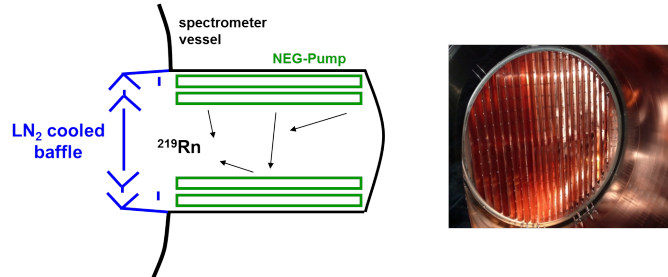 spectrometer
vessel
NEG-Pump
LN₂ cooled
baffle
²¹⁹Rn